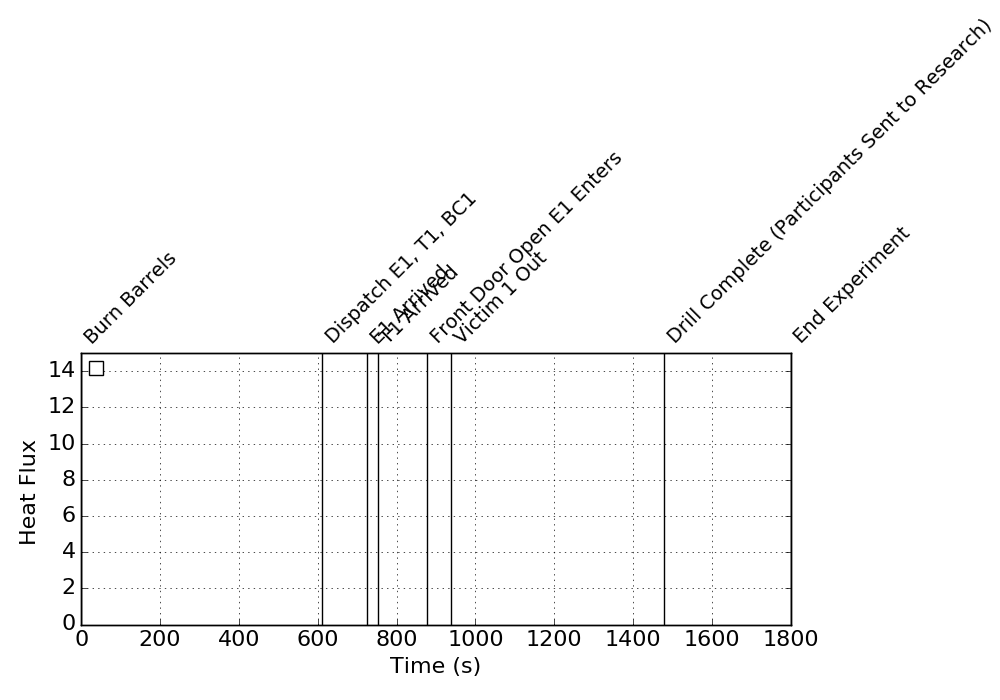 Burn Barrels
Dispatch E1, T1, BC1
E1 Arrived
T1 Arrived
Front Door Open E1 Enters
Victim 1 Out
Drill Complete (Participants Sent to Research)
End Experiment
14
12
10
8
6
4
2
0
Heat Flux
0 200 400 600 800 1000 1200 1400 1600 1800
Time (s)